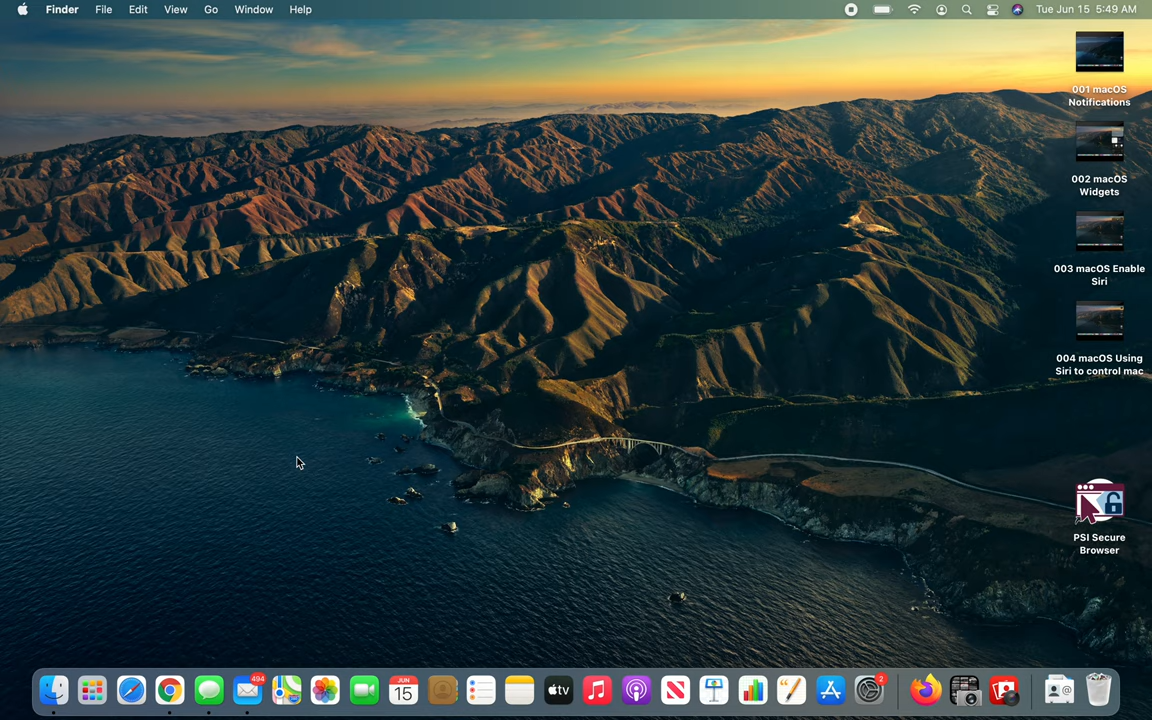 Finder File Edit View Go Window Help Tue Jun 15 5:49 AM
001 macOS
Notifications
002 macOS
Widgets
003 macOS Enable
Siri
004 macOS Using
Siri to control mac
PSI Secure
Browser
494
JUN
15
tv
2